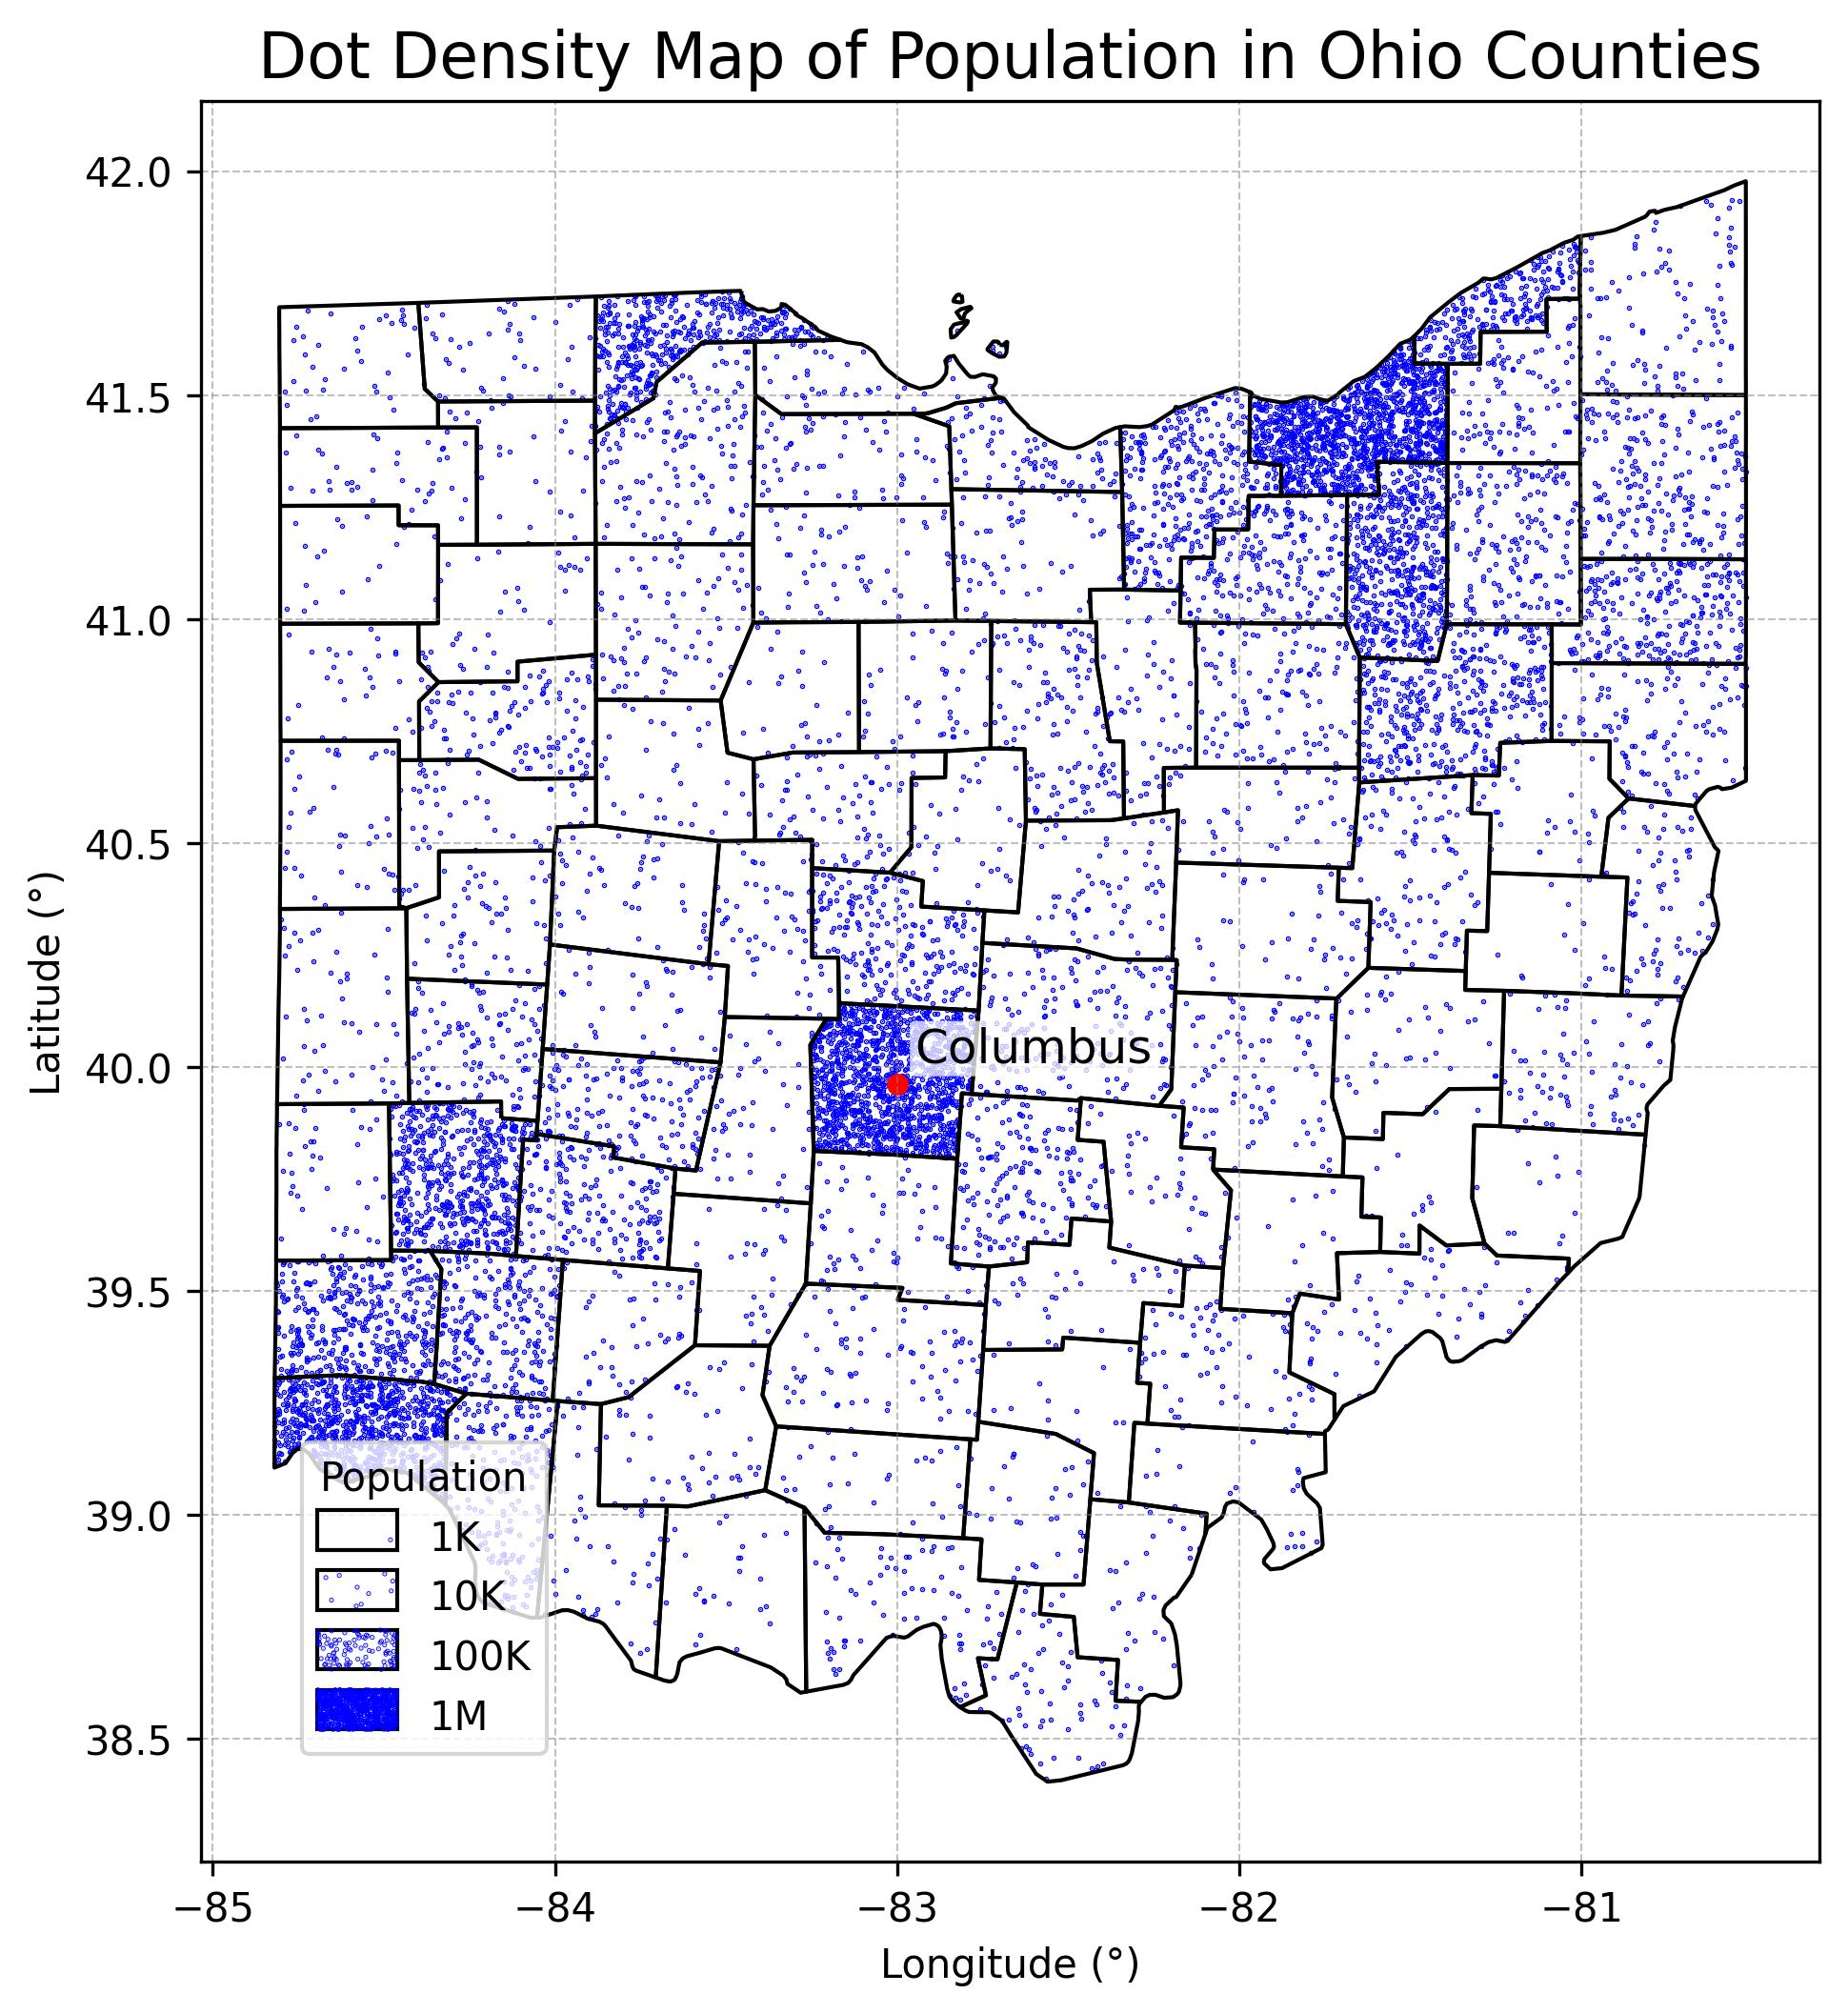 Dot Density Map of Population in Ohio Counties
42.0
41.5
41.0
40.5
40.0
39.5
39.0
38.5
Latitude (°)
Columbus
Population
1K
10K
100K
1M
−85
−84
−83
−82
−81
Longitude (°)